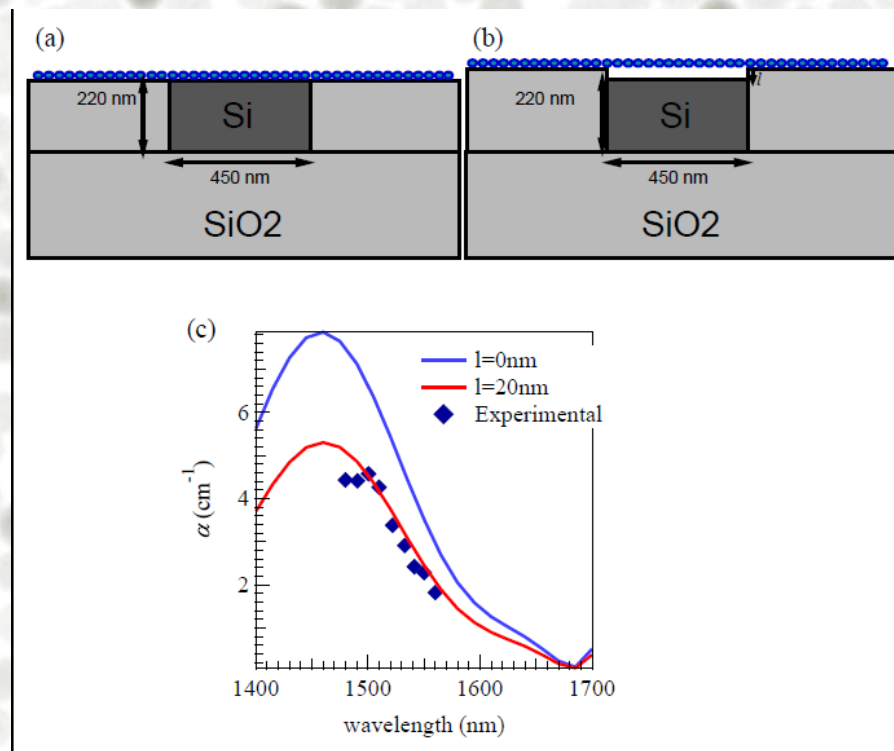 (a)
220 nm
Si
450 nm
SiO2
(b)
l
220 nm
Si
450 nm
SiO2
(c)
l=0nm
l=20nm
Experimental
6
4
2
α (cm⁻¹)
1400 1500 1600 1700
wavelength (nm)